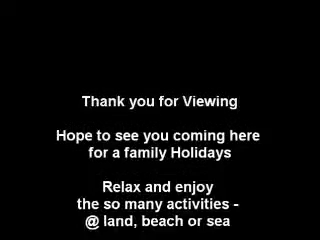 Thank you for Viewing
Hope to see you coming here
for a family Holidays
Relax and enjoy
the so many activities -
@ land, beach or sea